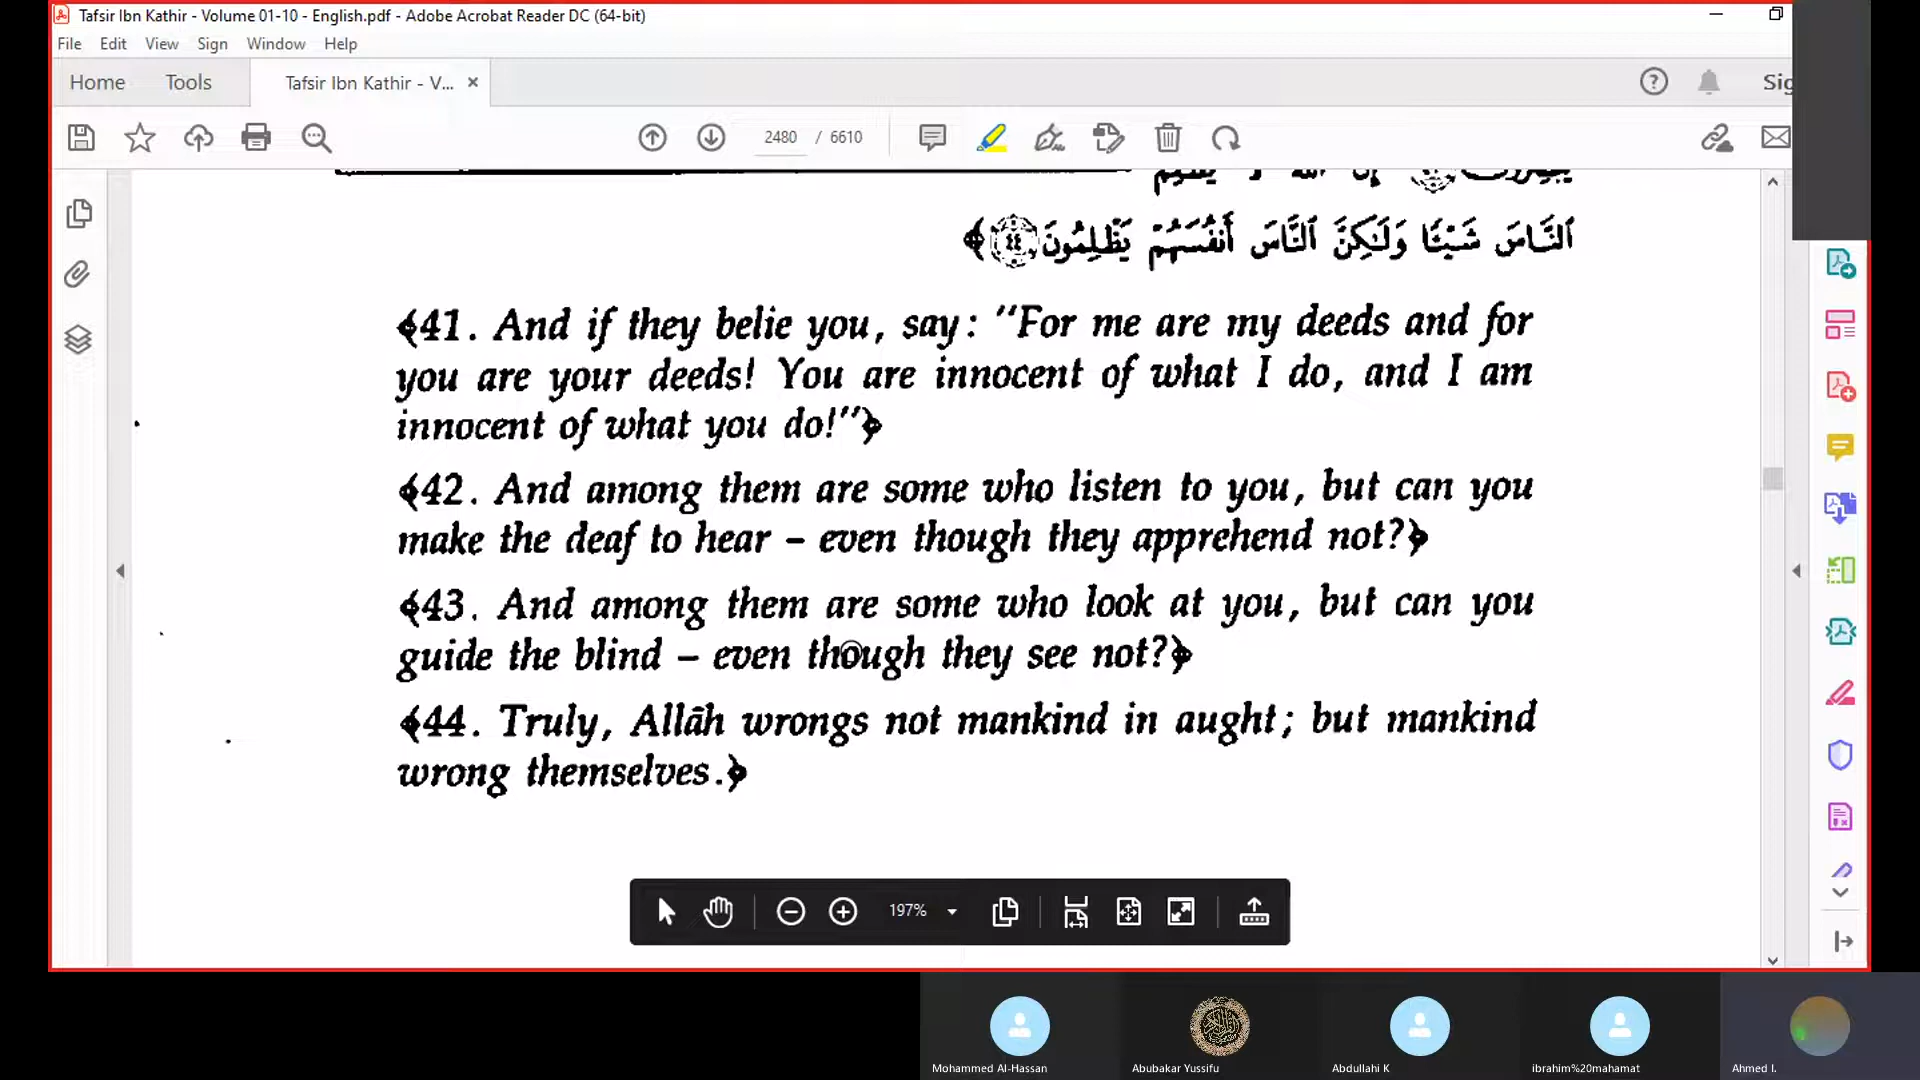 Tafsir Ibn Kathir - Volume 01-10 - English.pdf - Adobe Acrobat Reader DC (64-bit)
File Edit View Sign Window Help
Home Tools Tafsir Ibn Kathir - V... ×
2480 / 6610
ٱلنَّاسَ شَيْـًٔا وَلَـٰكِنَّ ٱلنَّاسَ أَنفُسَهُمْ يَظْلِمُونَ ﴿٤٤﴾
﴾41. And if they belie you, say: "For me are my deeds and for
you are your deeds! You are innocent of what I do, and I am
innocent of what you do!"﴿
﴾42. And among them are some who listen to you, but can you
make the deaf to hear – even though they apprehend not?﴿
﴾43. And among them are some who look at you, but can you
guide the blind – even though they see not?﴿
﴾44. Truly, Allāh wrongs not mankind in aught; but mankind
wrong themselves.﴿
197%
Mohammed Al-Hassan Abubakar Yussifu Abdullahi K ibrahim%20mahamat Ahmed I.